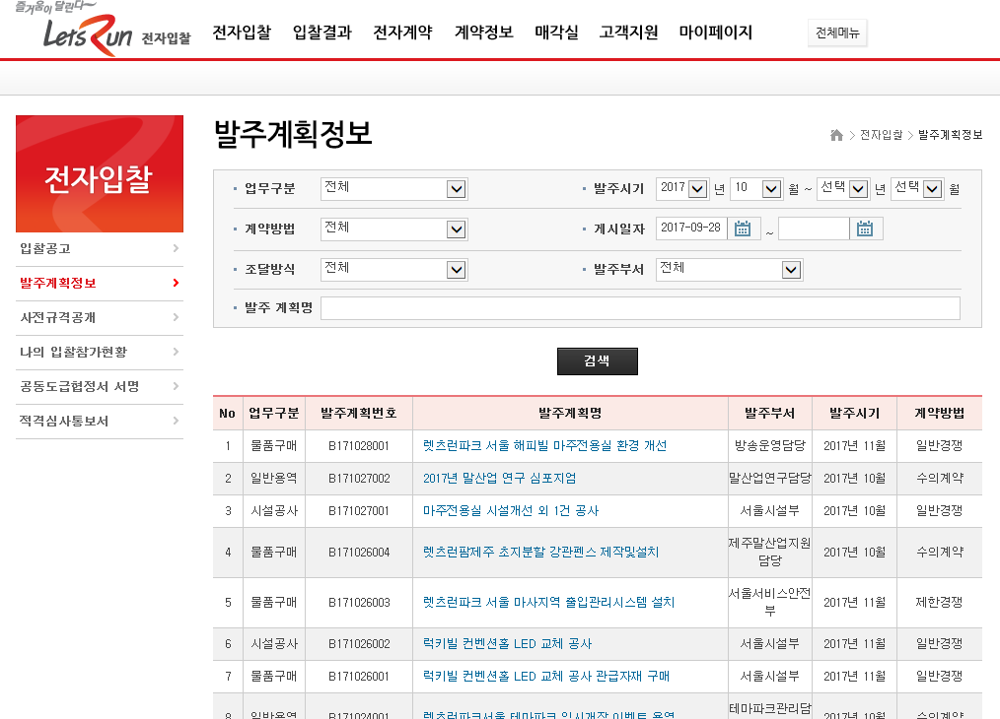 즐거움이 달린다~
Let's Run 전자입찰
전자입찰 입찰결과 전자계약 계약정보 매각실 고객지원 마이페이지 전체메뉴
전자입찰
입찰공고
발주계획정보
사전규격공개
나의 입찰참가현황
공동도급협정서 서명
적격심사통보서
발주계획정보
발주계획정보 > 전자입찰 > 발주계획정보
업무구분 전체 발주시기 2017 년 10 월 ~ 선택 년 선택 월
계약방법 전체 게시일자 2017-09-28 ~
조달방식 전체 발주부서 전체
발주 계획명
검색
No 업무구분 발주계획번호 발주계획명 발주부서 발주시기 계약방법
1 물품구매 B171028001 렛츠런파크 서울 해피빌 마주전용실 환경 개선 방송운영담당 2017년 11월 일반경쟁
2 일반용역 B171027002 2017년 말산업 연구 심포지엄 말산업연구담당 2017년 10월 수의계약
3 시설공사 B171027001 마주전용실 시설개선 외 1건 공사 서울시설부 2017년 10월 일반경쟁
4 물품구매 B171026004 렛츠런팜제주 초지분할 강관펜스 제작및설치 제주말산업지원담당 2017년 10월 수의계약
5 물품구매 B171026003 렛츠런파크 서울 마사지역 출입관리시스템 설치 서울서비스안전부 2017년 11월 제한경쟁
6 시설공사 B171026002 럭키빌 컨벤션홀 LED 교체 공사 서울시설부 2017년 11월 일반경쟁
7 물품구매 B171026001 럭키빌 컨벤션홀 LED 교체 공사 관급자재 구매 서울시설부 2017년 11월 일반경쟁
8 일반용역 B171024001 렛츠런파크서울 테마파크 임시개장 이벤트 용역 테마파크관리담 2017년 10월 수의계약